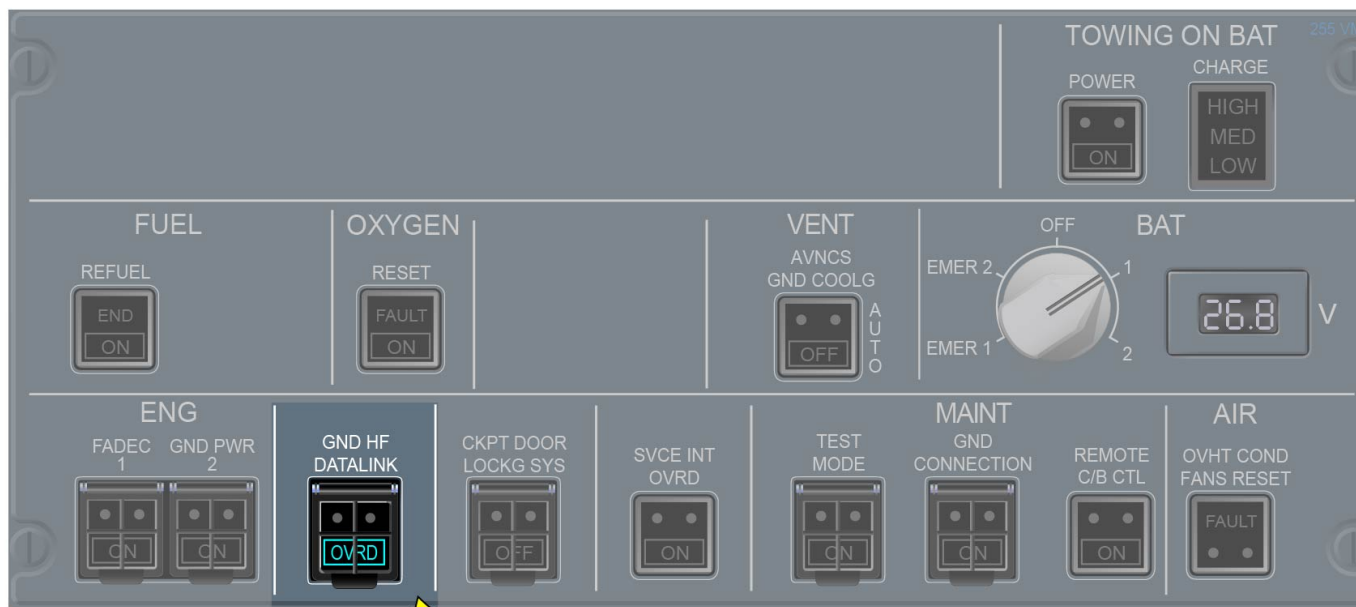 TOWING ON BAT
POWER
ON
CHARGE
HIGH
MED
LOW
FUEL
REFUEL
END
ON
OXYGEN
RESET
FAULT
ON
VENT
AVNCS
GND COOLG
OFF
AUTO
BAT
OFF
EMER 2
EMER 1
1
2
26.8
V
ENG
FADEC
1
ON
GND PWR
2
ON
GND HF
DATALINK
OVRD
CKPT DOOR
LOCKG SYS
OFF
SVCE INT
OVRD
ON
MAINT
TEST
MODE
ON
GND
CONNECTION
ON
REMOTE
C/B CTL
ON
AIR
OVHT COND
FANS RESET
FAULT